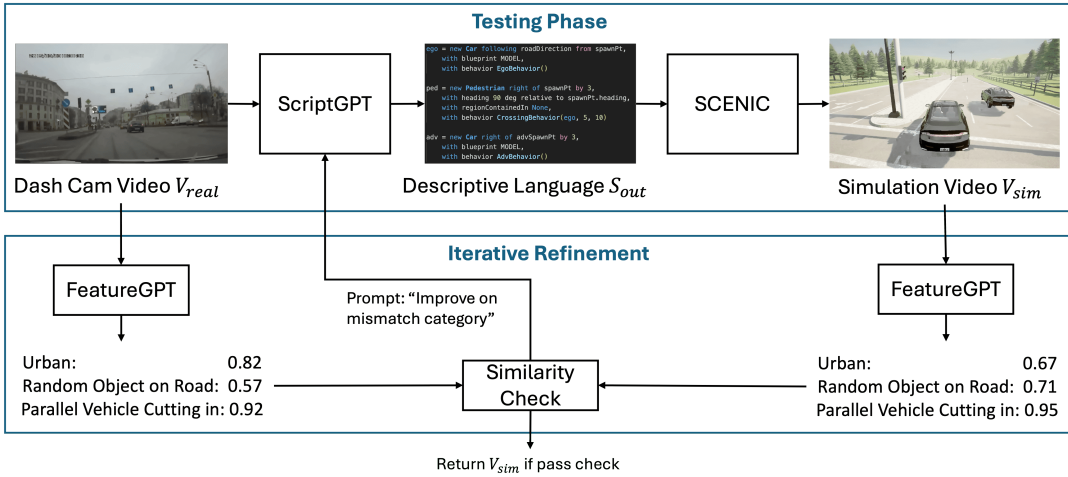 Testing Phase
ScriptGPT
ego = new Car following roadDirection from spawnPt,
with blueprint MODEL,
with behavior EgoBehavior()
ped = new Pedestrian right of spawnPt by 3,
with heading 90 deg relative to spawnPt.heading,
with regionContainedIn None,
with behavior CrossingBehavior(ego, 5, 10)
adv = new Car right of advSpawnPt by 3,
with blueprint MODEL,
with behavior AdvBehavior()
SCENIC
Dash Cam Video V_real
Descriptive Language S_out
Simulation Video V_sim
Iterative Refinement
FeatureGPT
Prompt: “Improve on
mismatch category”
FeatureGPT
Urban: 0.82
Random Object on Road: 0.57
Parallel Vehicle Cutting in: 0.92
Similarity
Check
Urban: 0.67
Random Object on Road: 0.71
Parallel Vehicle Cutting in: 0.95
Return V_sim if pass check